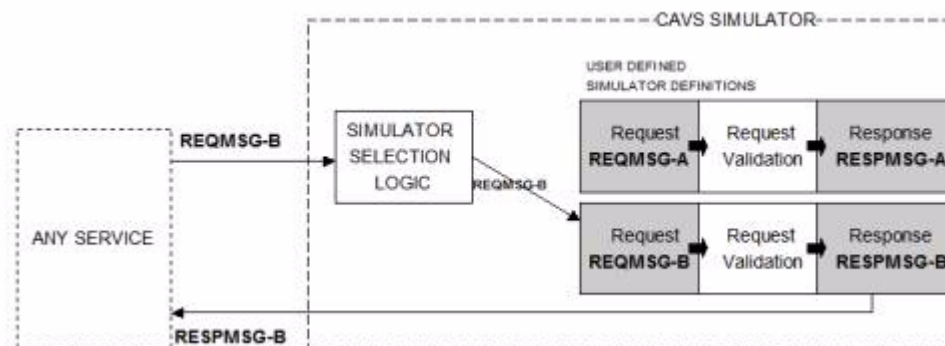 CAVS SIMULATOR
USER DEFINED
SIMULATOR DEFINITIONS
REQMSG-B
SIMULATOR
SELECTION
LOGIC
REQMSG-B
Request
REQMSG-A
Request
Validation
Response
RESPMSG-A
ANY SERVICE
Request
REQMSG-B
Request
Validation
Response
RESPMSG-B
RESPMSG-B